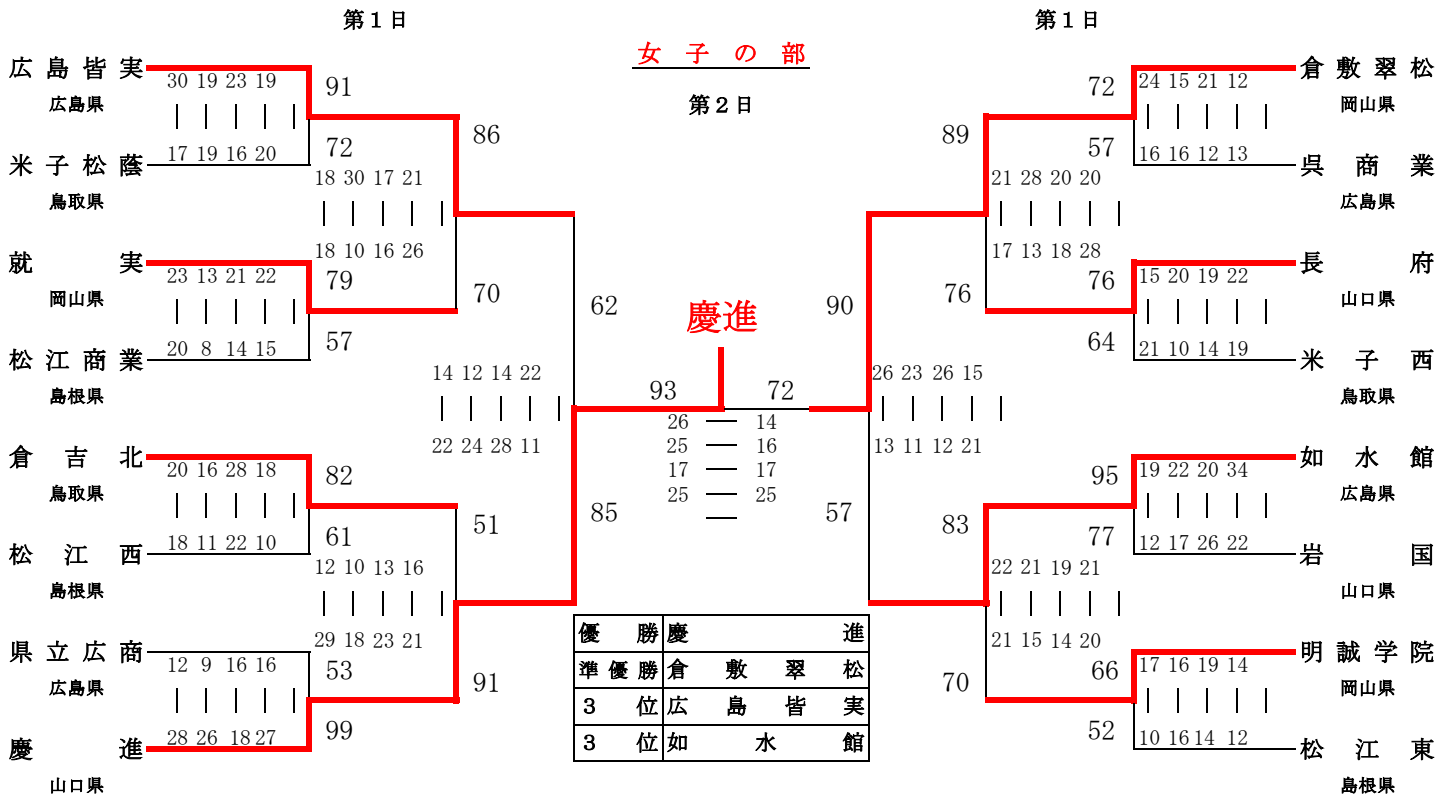 第1日
第1日
女子の部
第2日
広島皆実
広島県
30 19 23 19
91
17 19 16 20
72
米子松蔭
鳥取県
86
18 30 17 21
18 10 16 26
70
就実
岡山県
23 13 21 22
79
20 8 14 15
57
松江商業
島根県
62
14 12 14 22
22 24 28 11
85
倉吉北
鳥取県
20 16 28 18
82
18 11 22 10
61
松江西
島根県
51
12 10 13 16
29 18 23 21
91
県立広商
広島県
12 9 16 16
53
28 26 18 27
99
慶進
山口県
慶進
93 72
26 14
25 16
17 17
25 25
倉敷翠松
岡山県
72
24 15 21 12
57
16 16 12 13
呉商業
広島県
89
21 28 20 20
17 13 18 28
76
長府
山口県
76
15 20 19 22
64
21 10 14 19
米子西
鳥取県
90
26 23 26 15
13 11 12 21
57
如水館
広島県
95
19 22 20 34
77
12 17 26 22
岩国
山口県
83
22 21 19 21
21 15 14 20
70
明誠学院
岡山県
66
17 16 19 14
52
10 16 14 12
松江東
島根県
優勝 慶進
準優勝 倉敷翠松
3位 広島皆実
3位 如水館